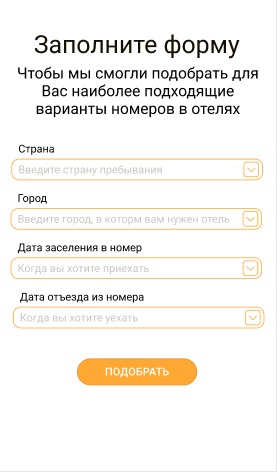 Заполните форму
Чтобы мы смогли подобрать для
Вас наиболее подходящие
варианты номеров в отелях
Страна
Введите страну пребывания
Город
Введите город, в которм вам нужен отель
Дата заселения в номер
Когда вы хотите приехать
Дата отъезда из номера
Когда вы хотите уехать
ПОДОБРАТЬ